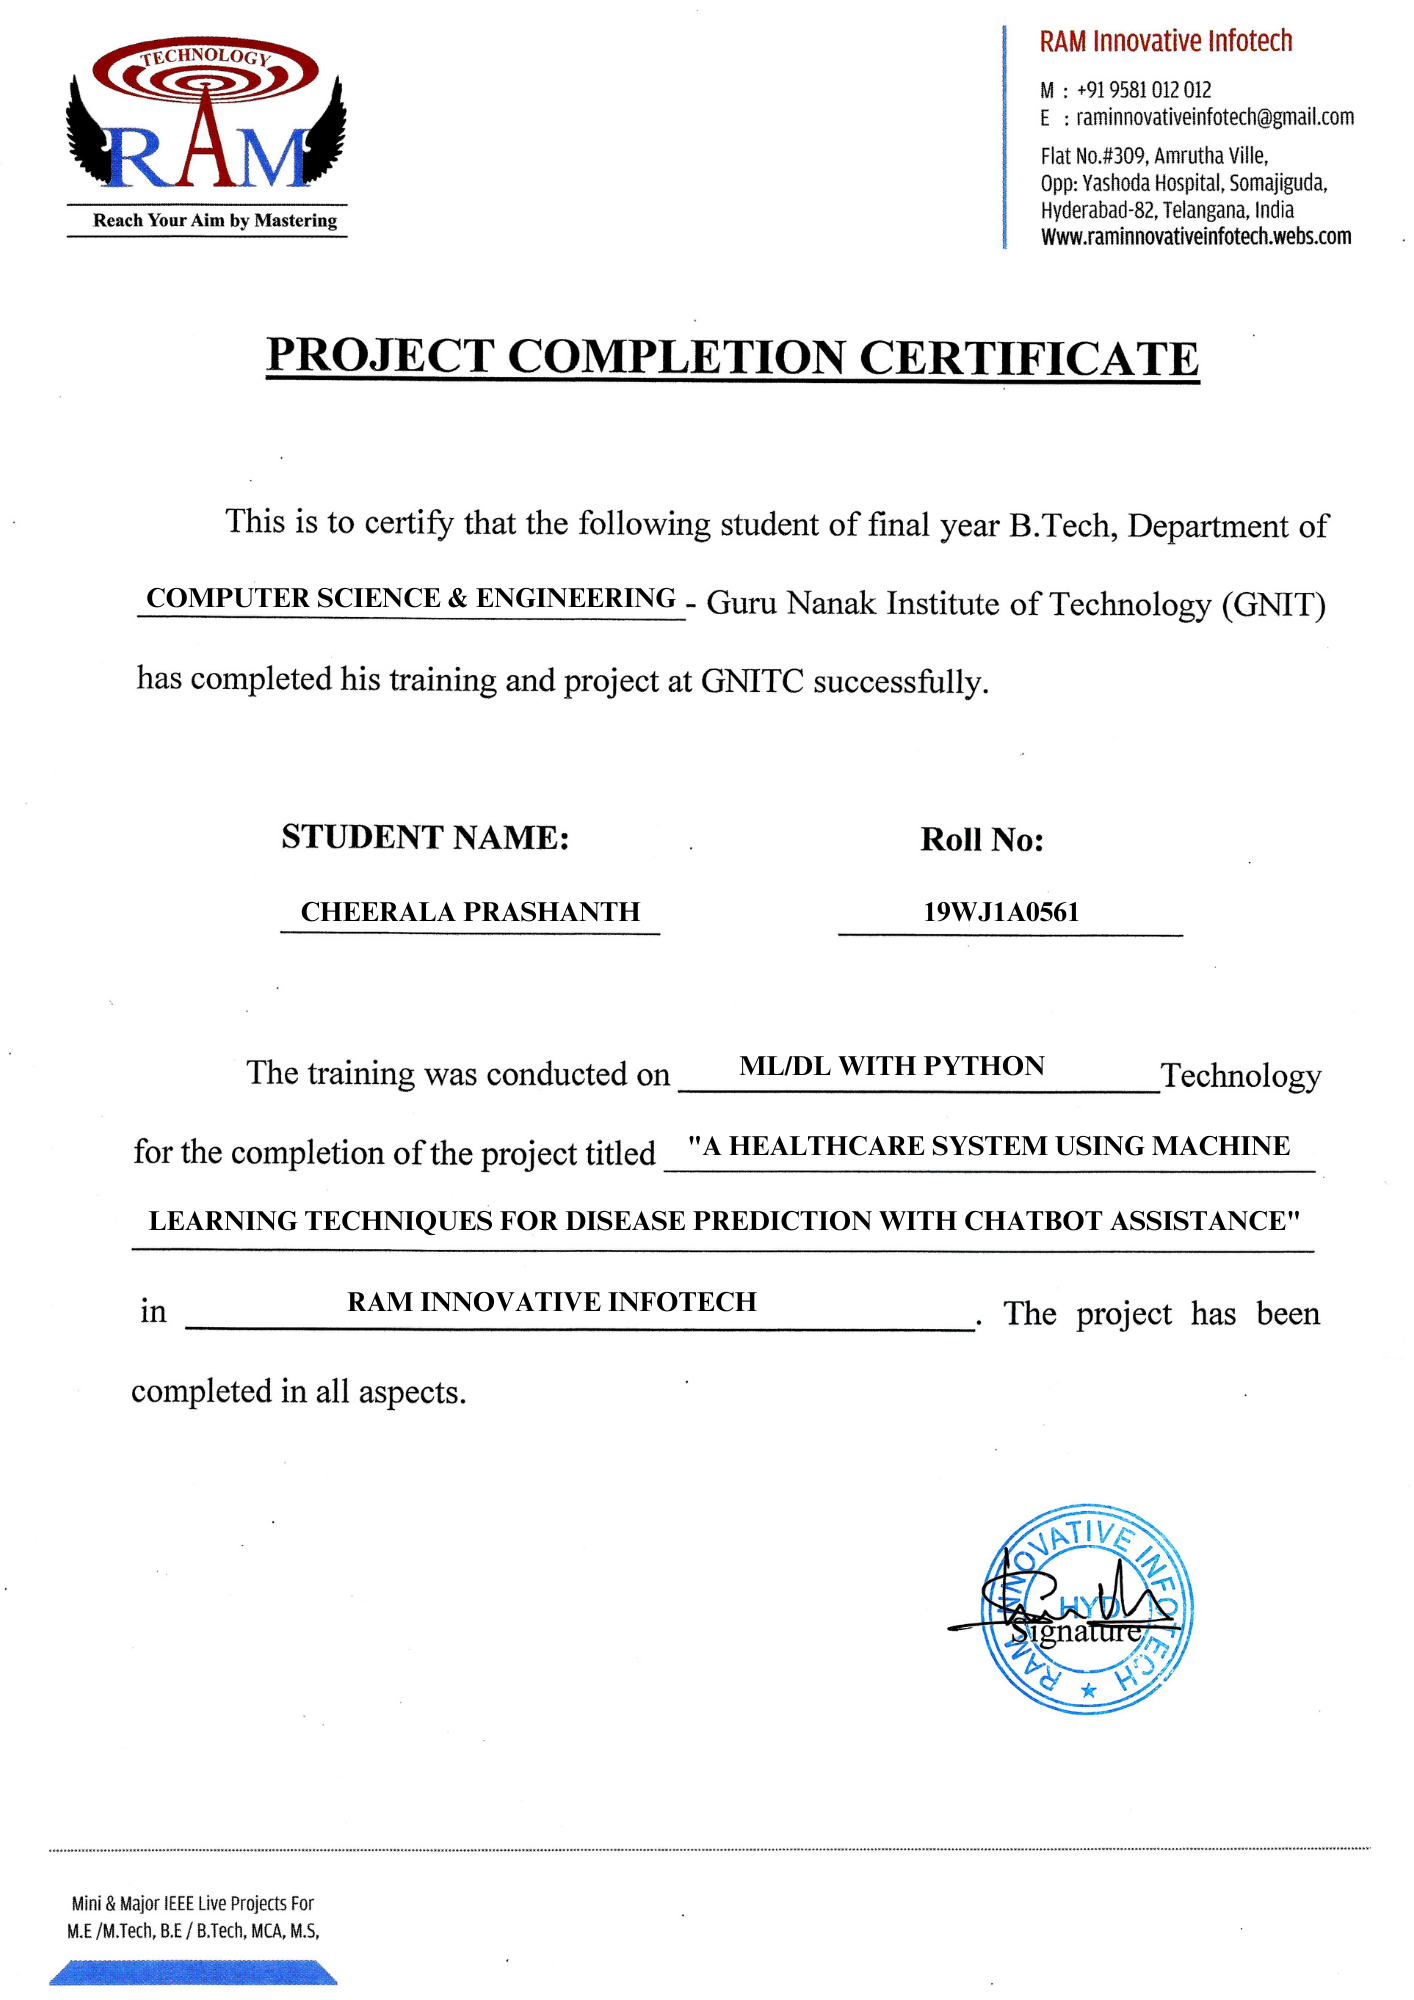 TECHNOLOGY
RAM
Reach Your Aim by Mastering
RAM Innovative Infotech
M : +91 9581 012 012
E : raminnovativeinfotech@gmail.com
Flat No.#309, Amrutha Ville,
Opp: Yashoda Hospital, Somajiguda,
Hyderabad-82, Telangana, India
Www.raminnovativeinfotech.webs.com
PROJECT COMPLETION CERTIFICATE
This is to certify that the following student of final year B.Tech, Department of
COMPUTER SCIENCE & ENGINEERING - Guru Nanak Institute of Technology (GNIT)
has completed his training and project at GNITC successfully.
STUDENT NAME: Roll No:
CHEERALA PRASHANTH 19WJ1A0561
The training was conducted on ML/DL WITH PYTHON Technology
for the completion of the project titled "A HEALTHCARE SYSTEM USING MACHINE
LEARNING TECHNIQUES FOR DISEASE PREDICTION WITH CHATBOT ASSISTANCE"
in RAM INNOVATIVE INFOTECH . The project has been
completed in all aspects.
RAM INNOVATIVE INFOTECH
HYD.
Signature
Mini & Major IEEE Live Projects For
M.E /M.Tech, B.E / B.Tech, MCA, M.S,